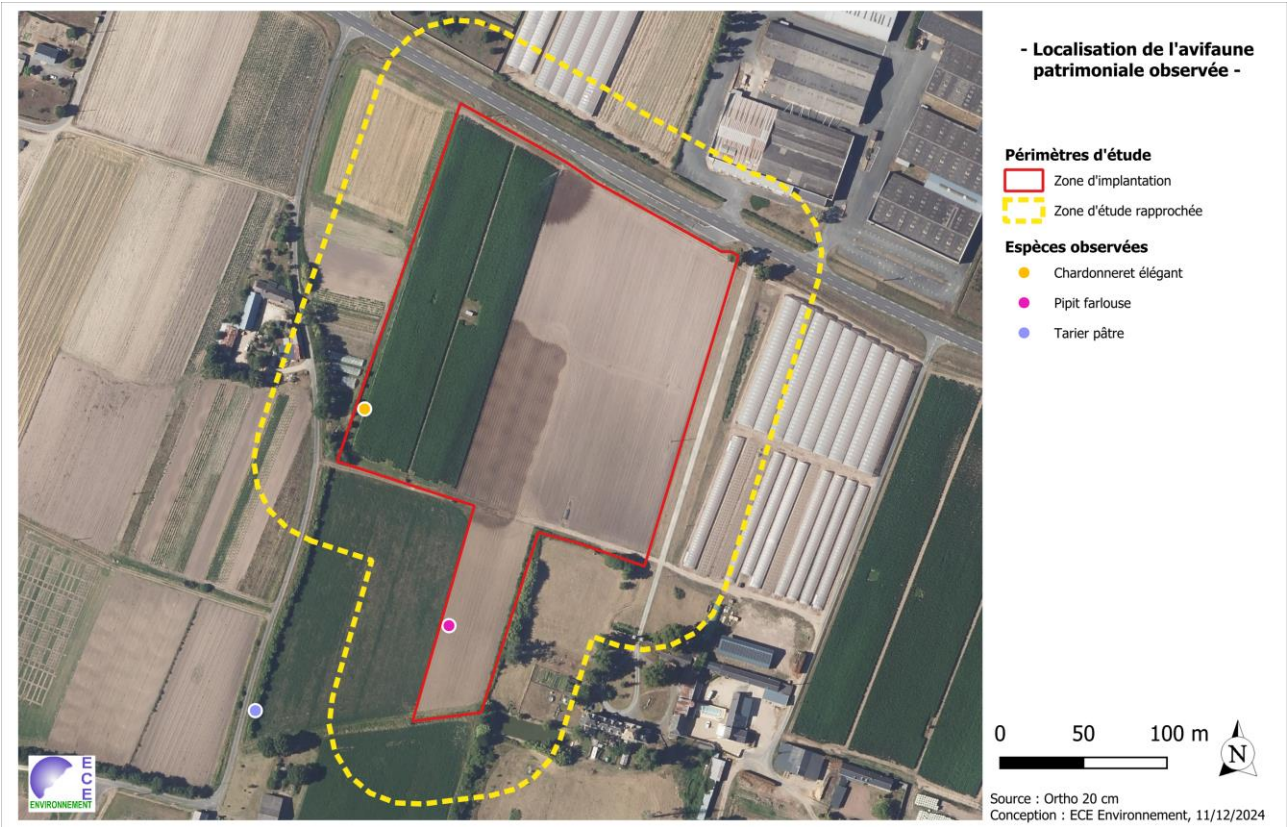 - Localisation de l'avifaune
patrimoniale observée -
Périmètres d'étude
Zone d'implantation
Zone d'étude rapprochée
Espèces observées
Chardonneret élégant
Pipit farlouse
Tarier pâtre
0 50 100 m
N
Source : Ortho 20 cm
Conception : ECE Environnement, 11/12/2024
E
C
E
ENVIRONNEMENT